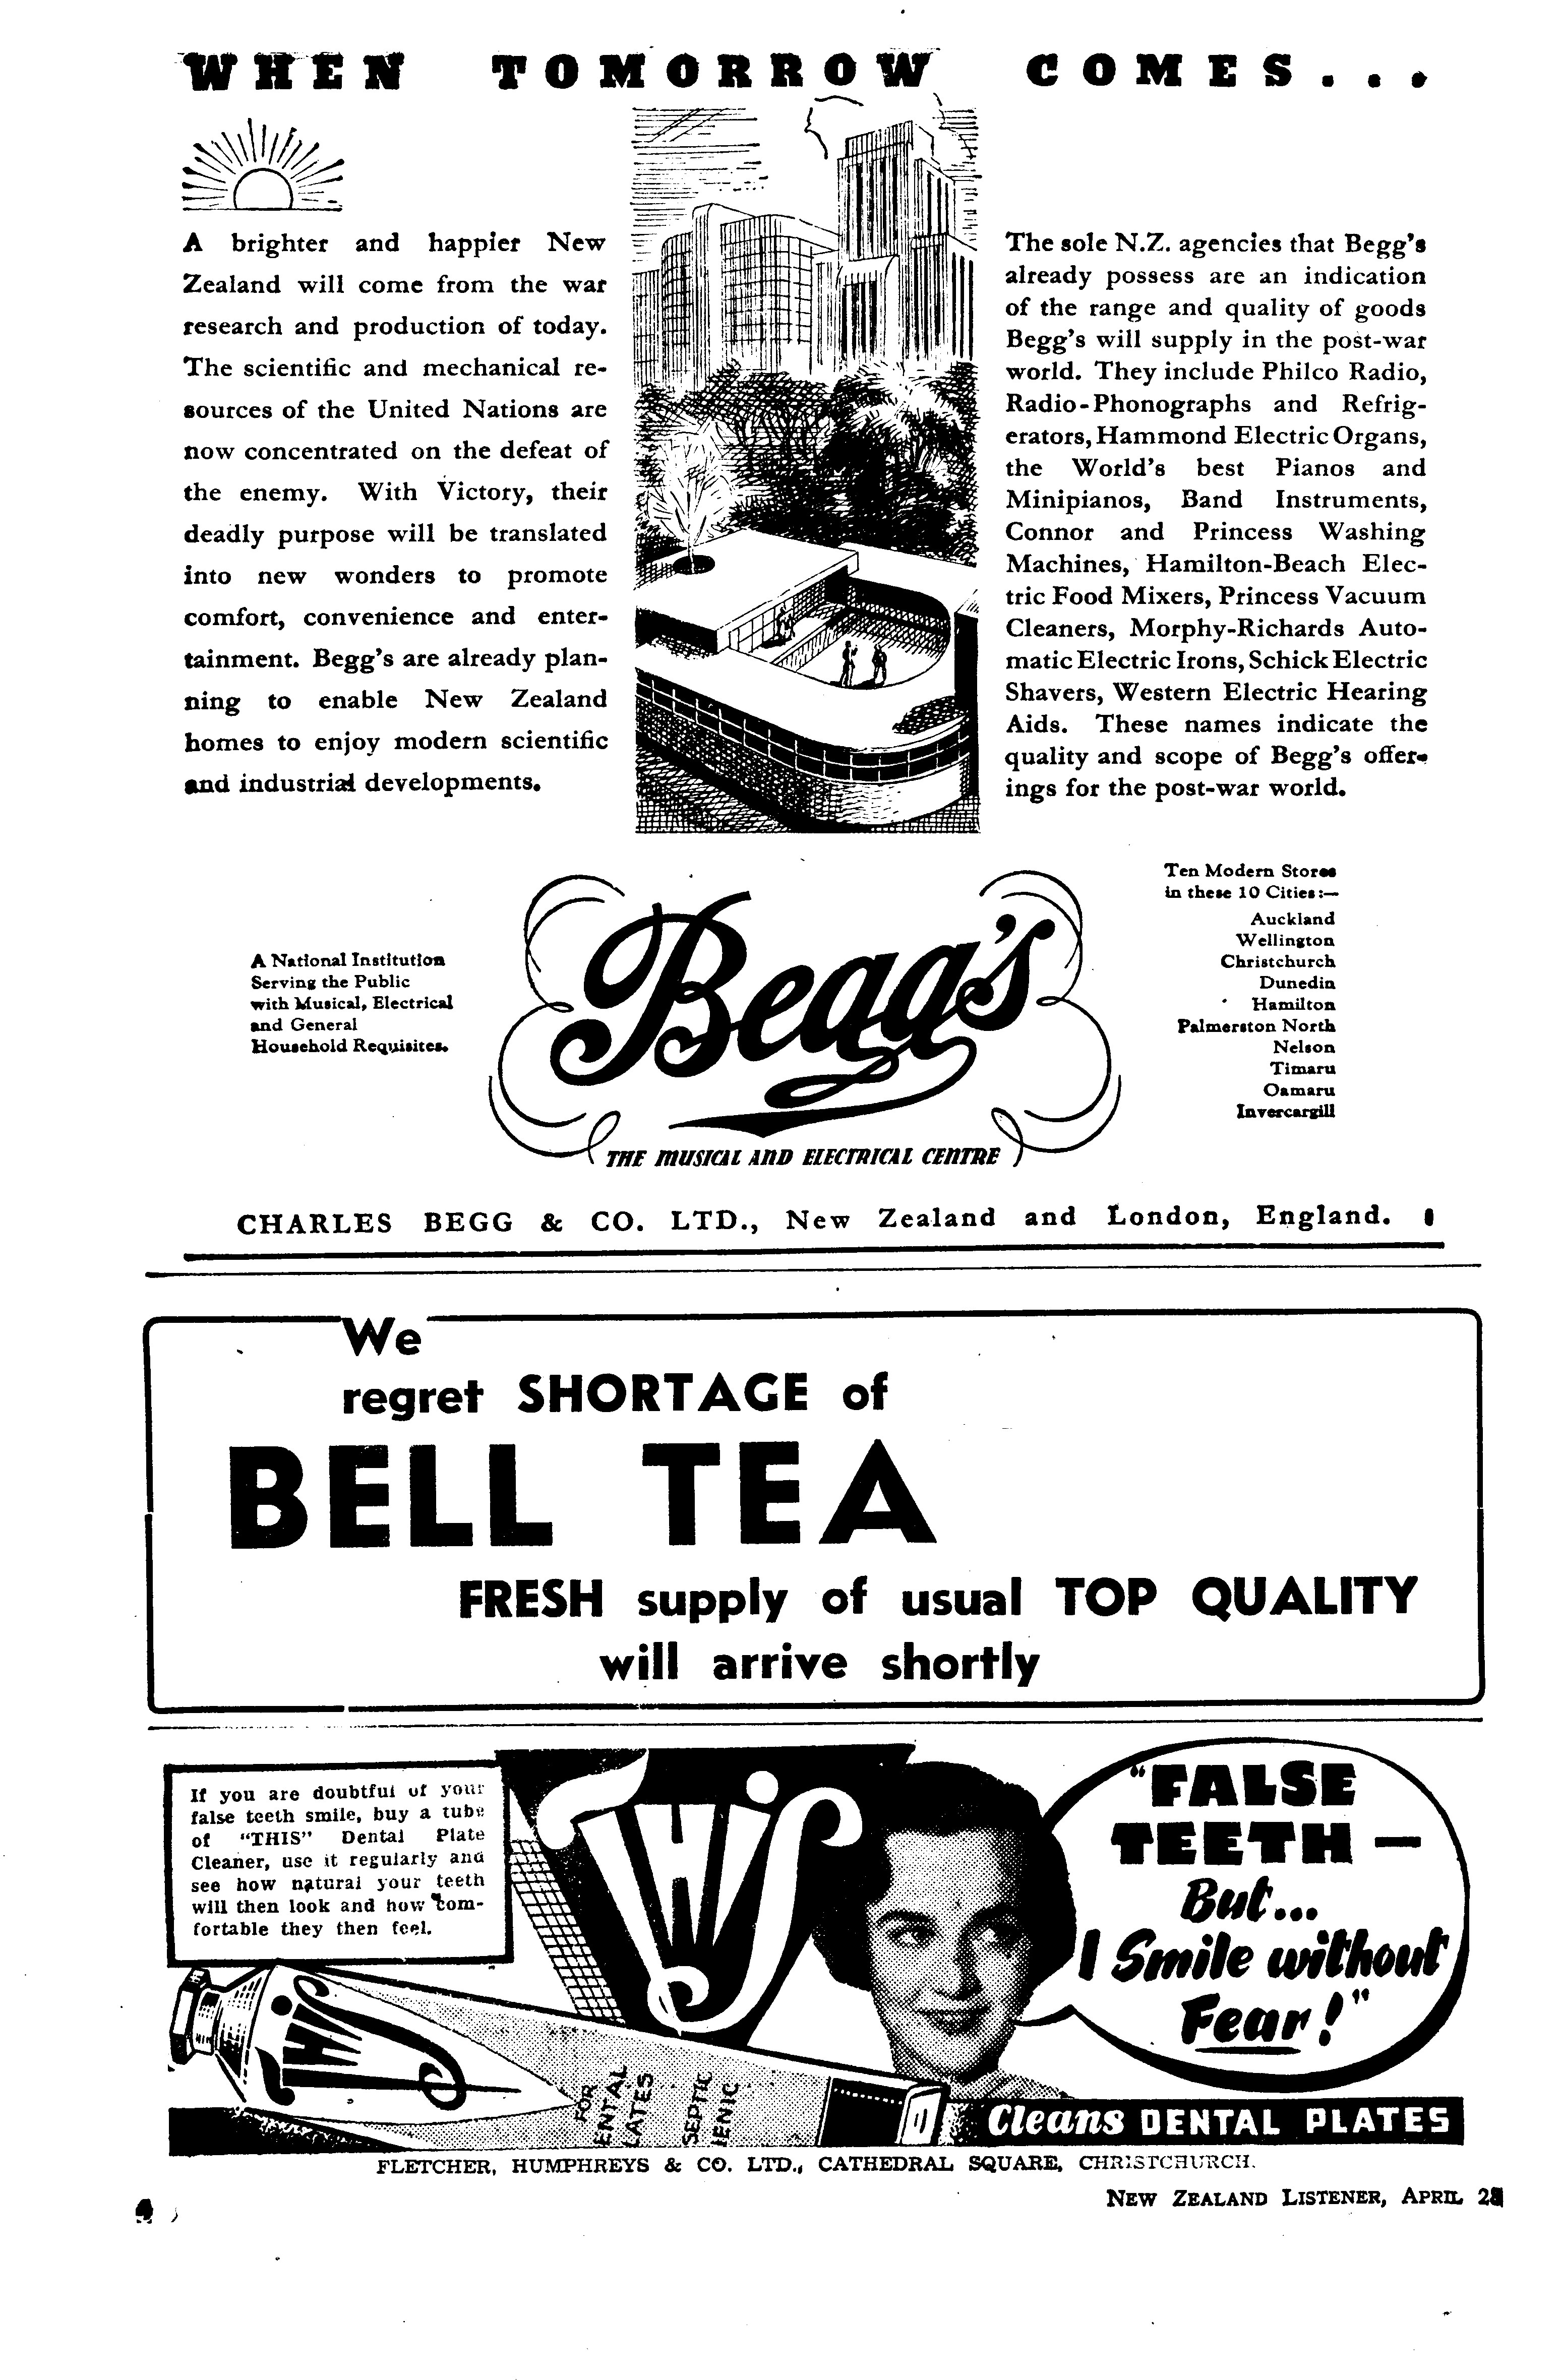 WHEN TOMORROW COMES...
A brighter and happier New
Zealand will come from the war
research and production of today.
The scientific and mechanical re-
sources of the United Nations are
now concentrated on the defeat of
the enemy. With Victory, their
deadly purpose will be translated
into new wonders to promote
comfort, convenience and enter-
tainment. Begg's are already plan-
ning to enable New Zealand
homes to enjoy modern scientific
and industrial developments.
The sole N.Z. agencies that Begg's
already possess are an indication
of the range and quality of goods
Begg's will supply in the post-war
world. They include Philco Radio,
Radio-Phonographs and Refrig-
erators, Hammond Electric Organs,
the World's best Pianos and
Minipianos, Band Instruments,
Connor and Princess Washing
Machines, Hamilton-Beach Elec-
tric Food Mixers, Princess Vacuum
Cleaners, Morphy-Richards Auto-
matic Electric Irons, Schick Electric
Shavers, Western Electric Hearing
Aids. These names indicate the
quality and scope of Begg's offer-
ings for the post-war world.
A National Institution
Serving the Public
with Musical, Electrical
and General
Household Requisites.
Begg's
THE MUSICAL AND ELECTRICAL CENTRE
Ten Modern Stores
in these 10 Cities:—
Auckland
Wellington
Christchurch
Dunedin
Hamilton
Palmerston North
Nelson
Timaru
Oamaru
Invercargill
CHARLES BEGG & CO. LTD., New Zealand and London, England.
We
regret SHORTAGE of
BELL TEA
FRESH supply of usual TOP QUALITY
will arrive shortly
If you are doubtful of your
false teeth smile, buy a tube
of "THIS" Dental Plate
Cleaner, use it regularly and
see how natural your teeth
will then look and how com-
fortable they then feel.
THIS
"FALSE
TEETH —
But...
I Smile without
Fear!"
THIS
FOR
ENTAL
LATES
SEPTIC
IENIC
Cleans DENTAL PLATES
FLETCHER, HUMPHREYS & CO. LTD., CATHEDRAL SQUARE, CHRISTCHURCH.
4
NEW ZEALAND LISTENER, APRIL